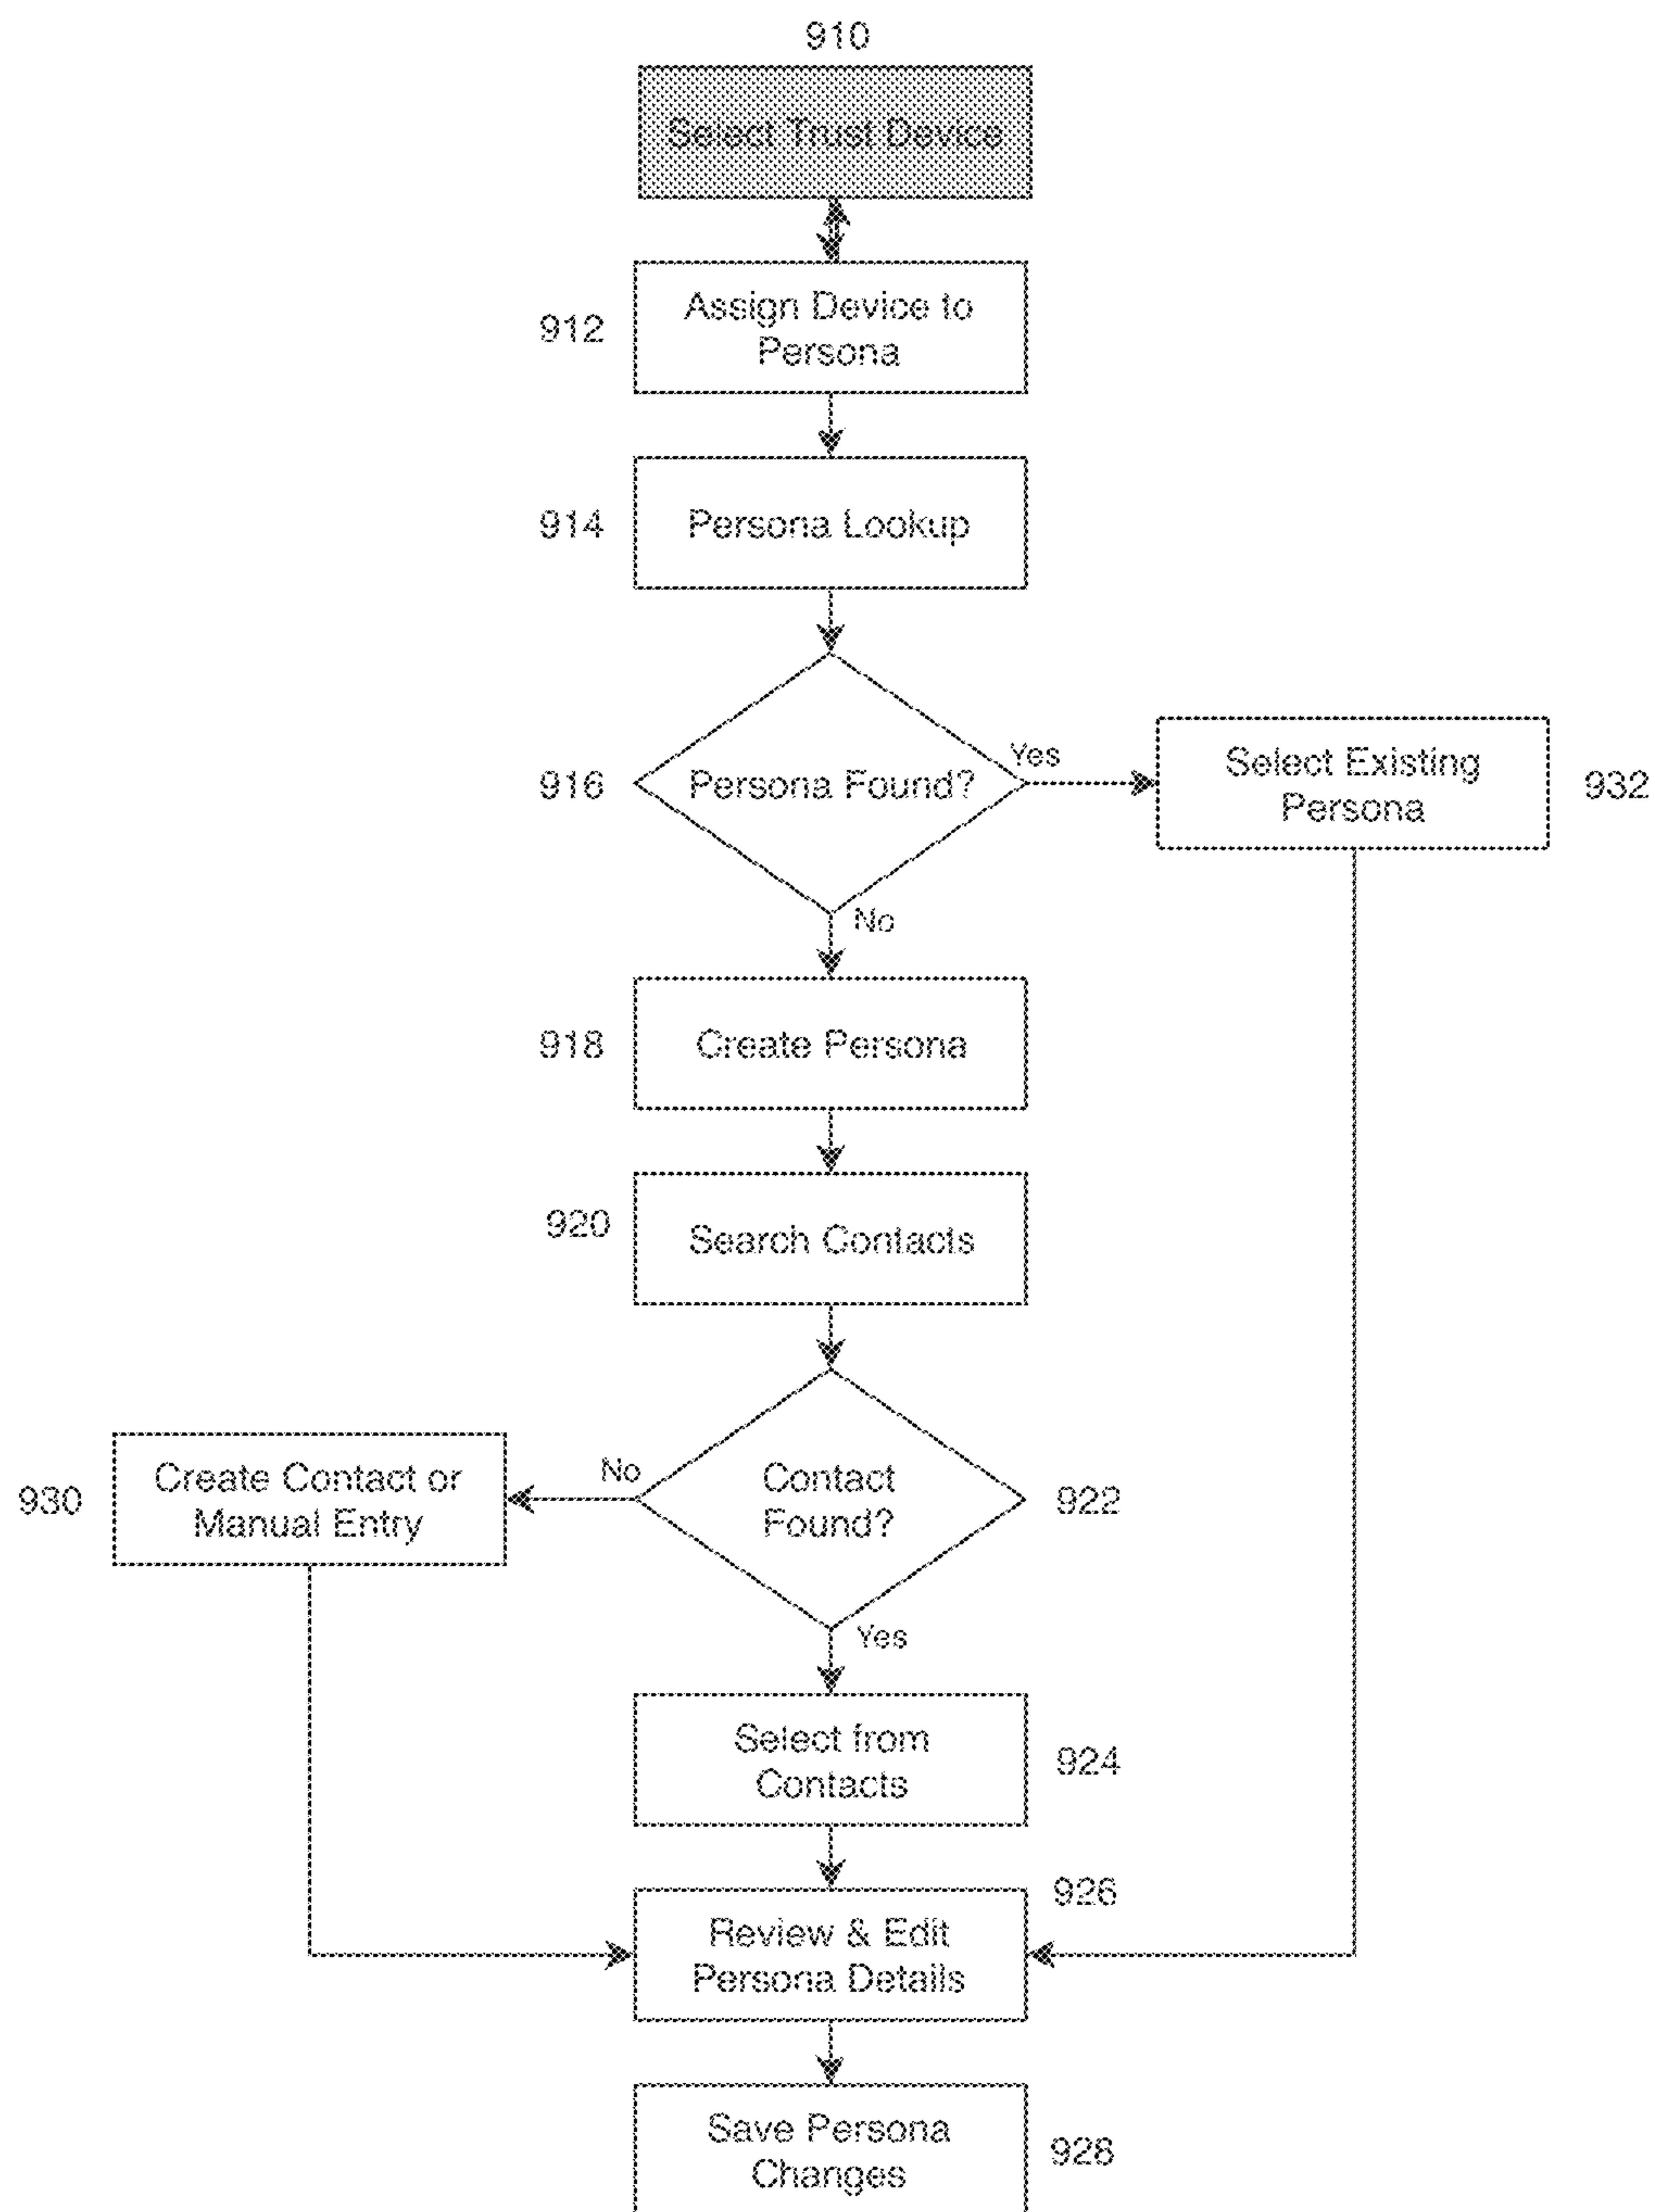 910
Select Trust Device
912
Assign Device to
Persona
914
Persona Lookup
916
Persona Found?
Yes
Select Existing
Persona
932
No
918
Create Persona
920
Search Contacts
930
Create Contact or
Manual Entry
No
Contact
Found?
922
Yes
Select from
Contacts
924
926
Review & Edit
Persona Details
Save Persona
Changes
928